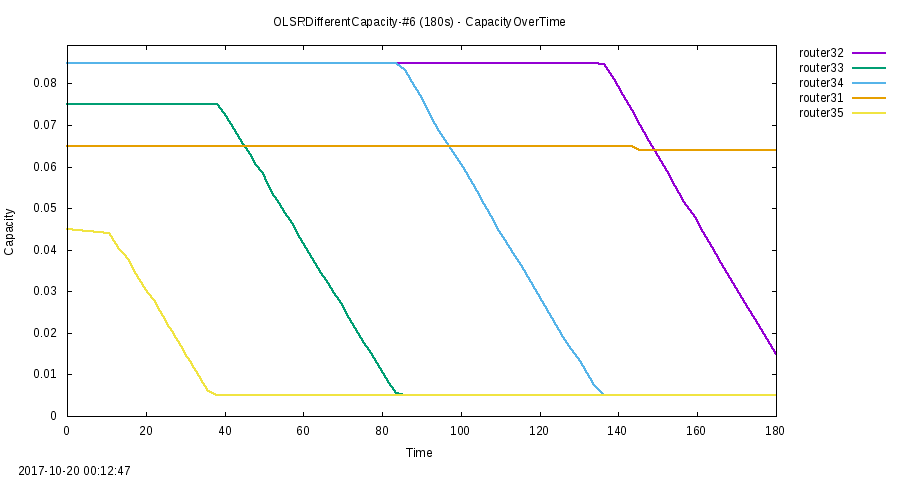 OLSRDifferentCapacity-#6 (180s) - CapacityOverTime
router32
router33
router34
router31
router35
Capacity
0.08
0.07
0.06
0.05
0.04
0.03
0.02
0.01
0
0 20 40 60 80 100 120 140 160 180
Time
2017-10-20 00:12:47